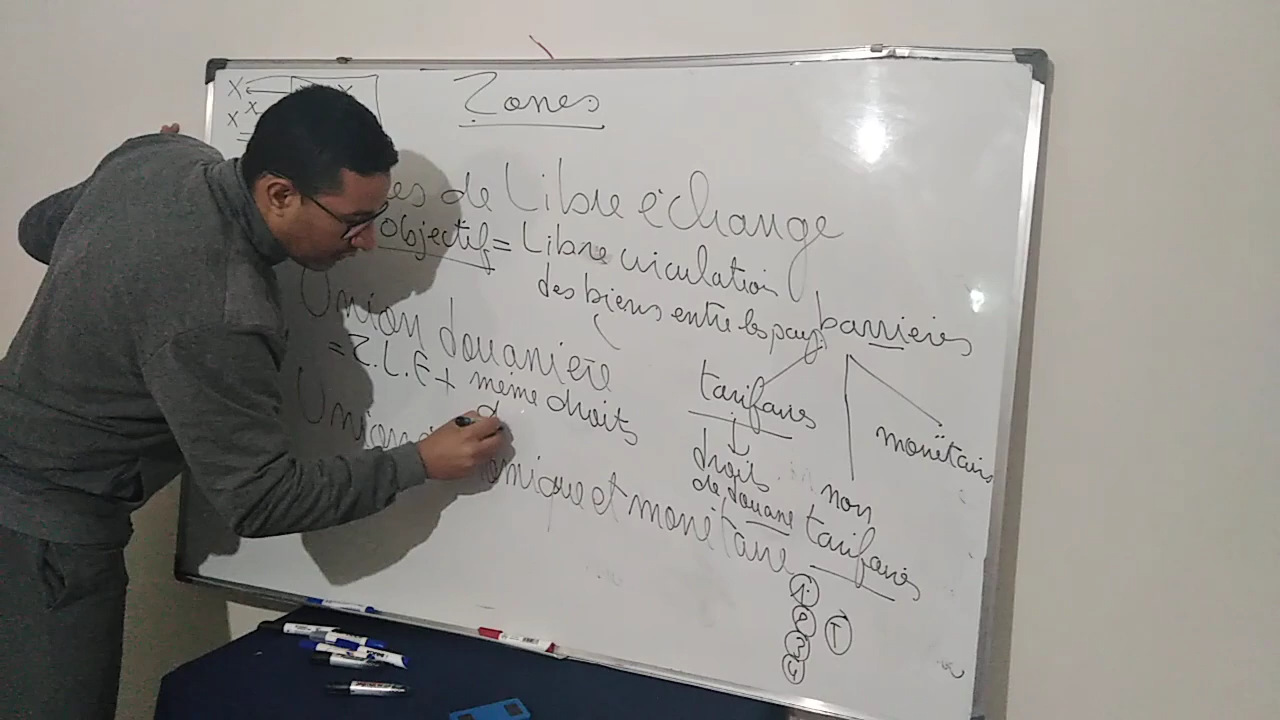 Zones
es de Libre échange
objectif = Libre circulation
des biens entre les pays
barrières
Union douanière
= Z.L.E + même droits
d
tarifaires
droits
de douane
non
tarifaires
monétaires
Union
omique et monétaire